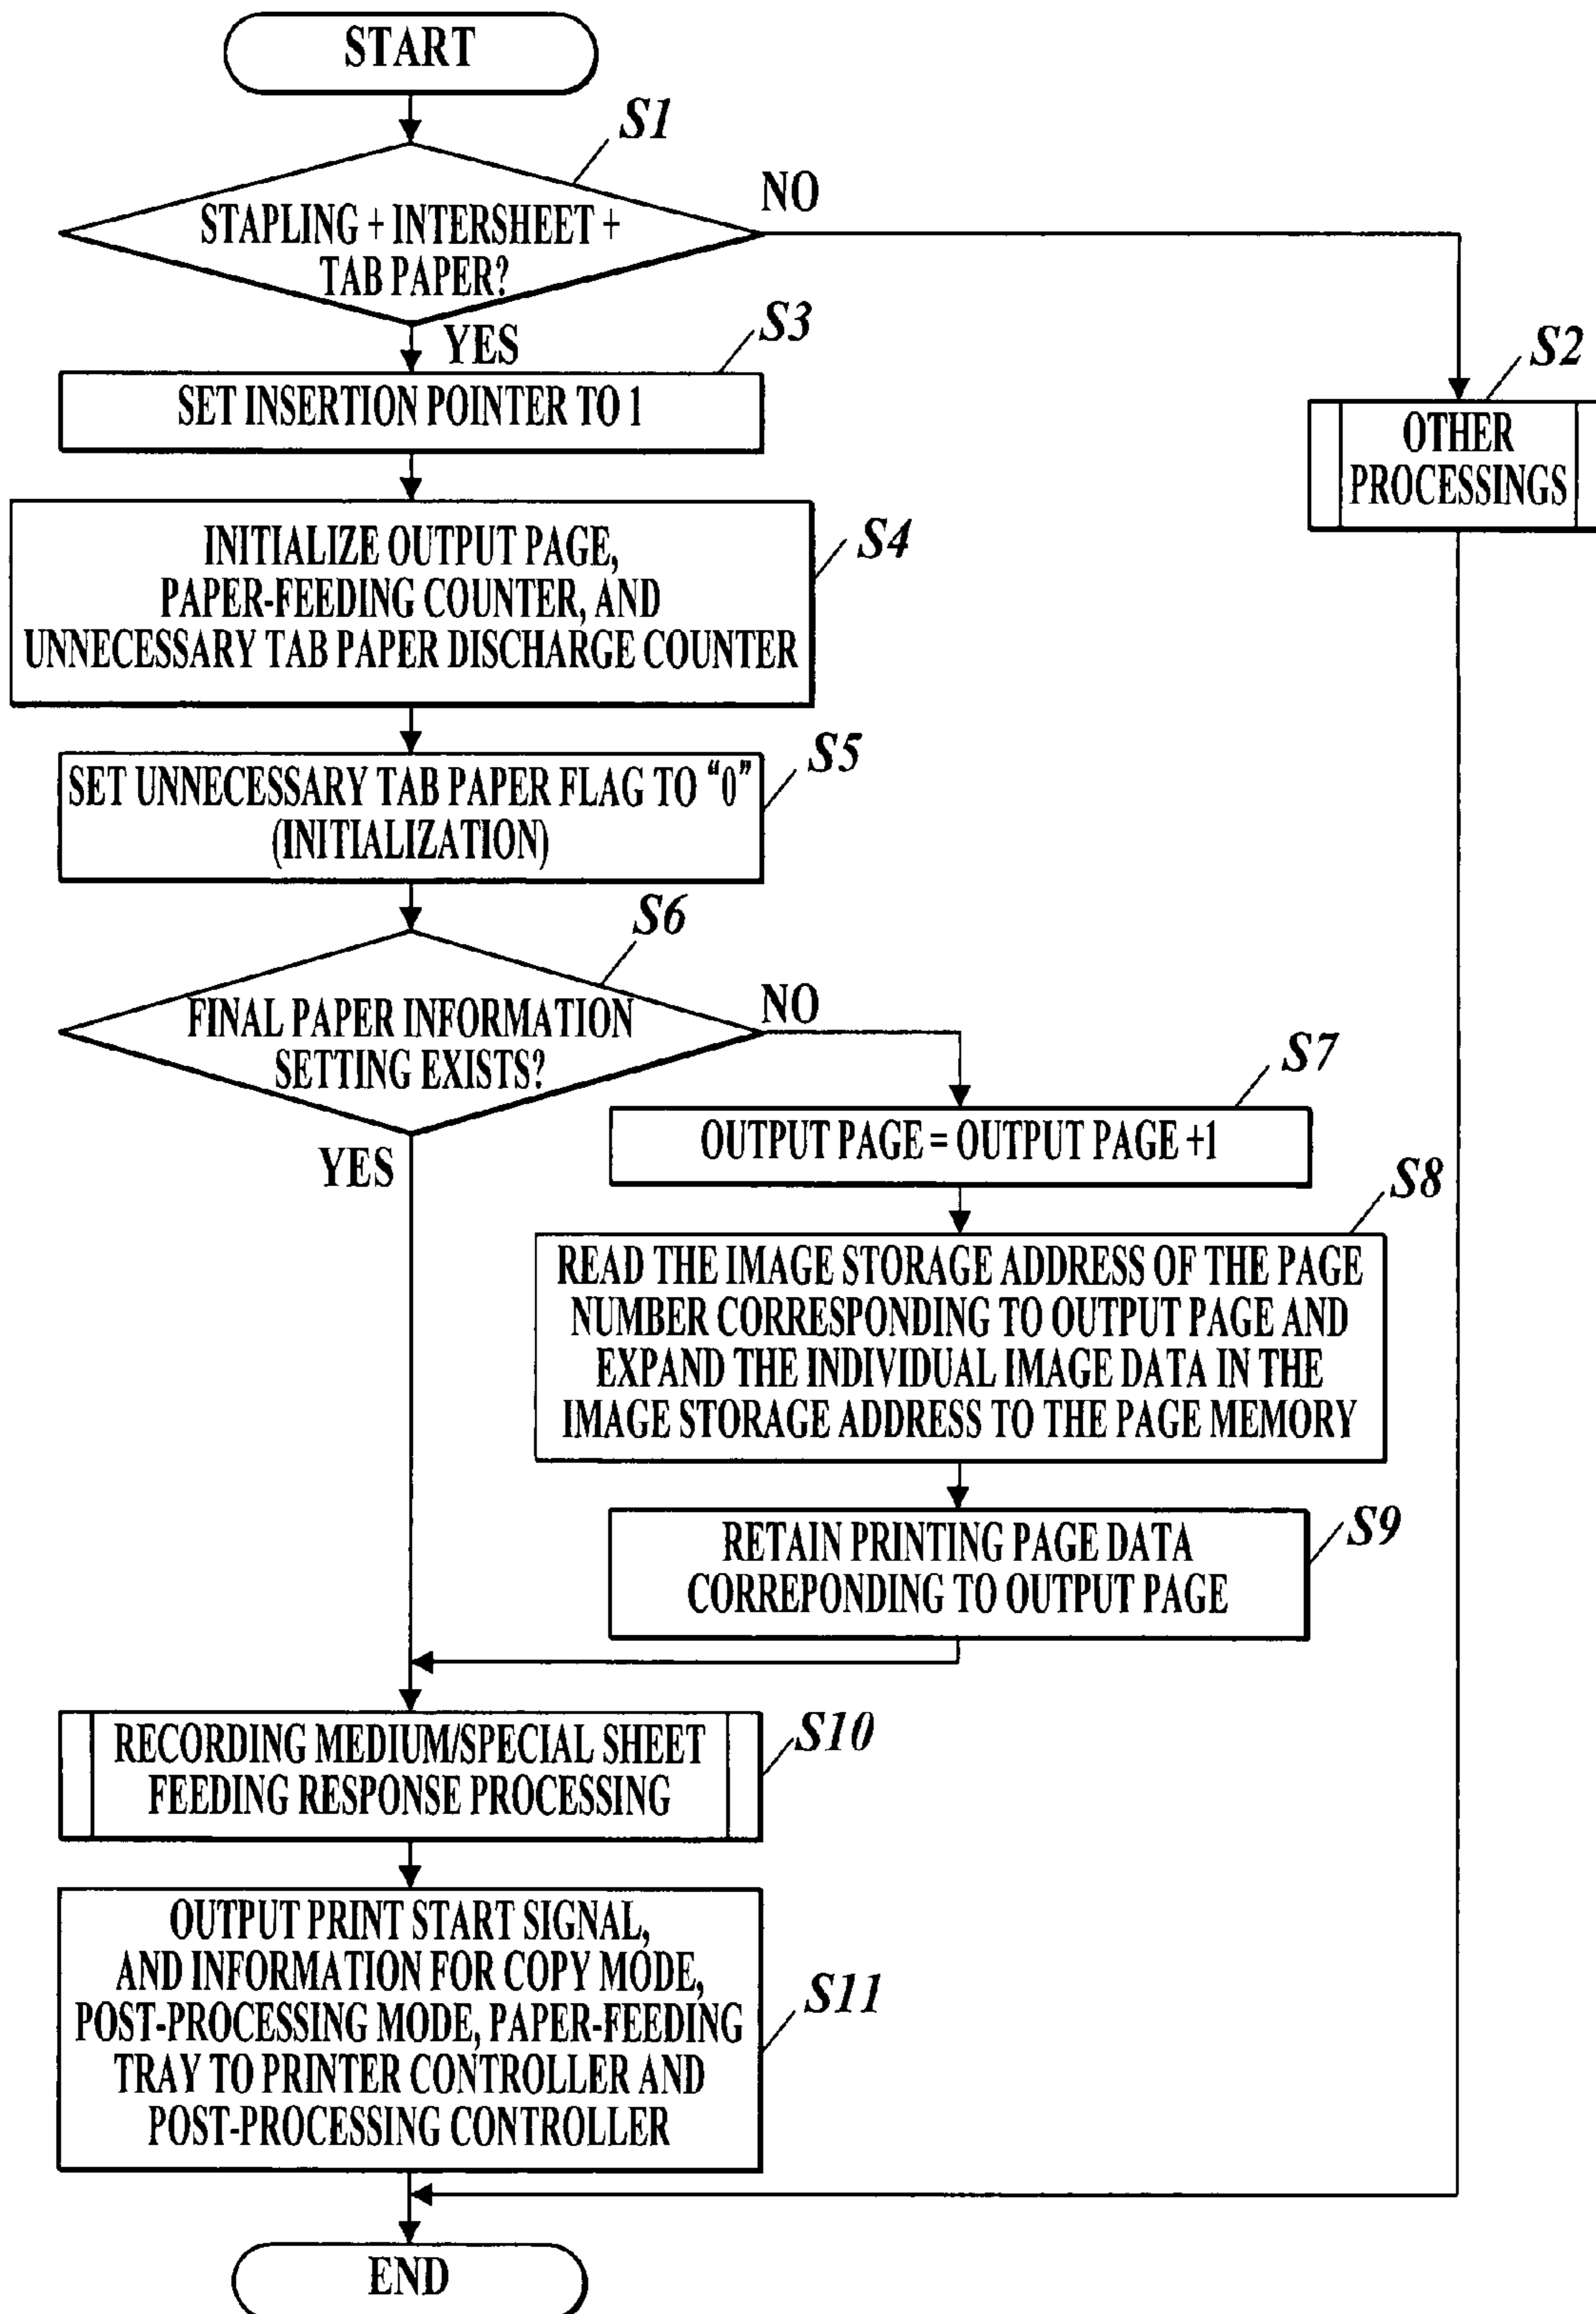 START
S1
NO
STAPLING + INTERSHEET +
TAB PAPER?
YES
S3
SET INSERTION POINTER TO 1
S2
OTHER
PROCESSINGS
INITIALIZE OUTPUT PAGE,
PAPER-FEEDING COUNTER, AND
UNNECESSARY TAB PAPER DISCHARGE COUNTER
S4
SET UNNECESSARY TAB PAPER FLAG TO “0”
(INITIALIZATION)
S5
S6
FINAL PAPER INFORMATION
SETTING EXISTS?
NO
YES
S7
OUTPUT PAGE = OUTPUT PAGE +1
S8
READ THE IMAGE STORAGE ADDRESS OF THE PAGE
NUMBER CORRESPONDING TO OUTPUT PAGE AND
EXPAND THE INDIVIDUAL IMAGE DATA IN THE
IMAGE STORAGE ADDRESS TO THE PAGE MEMORY
S9
RETAIN PRINTING PAGE DATA
CORREPONDING TO OUTPUT PAGE
RECORDING MEDIUM/SPECIAL SHEET
FEEDING RESPONSE PROCESSING
S10
OUTPUT PRINT START SIGNAL,
AND INFORMATION FOR COPY MODE,
POST-PROCESSING MODE, PAPER-FEEDING
TRAY TO PRINTER CONTROLLER AND
POST-PROCESSING CONTROLLER
S11
END